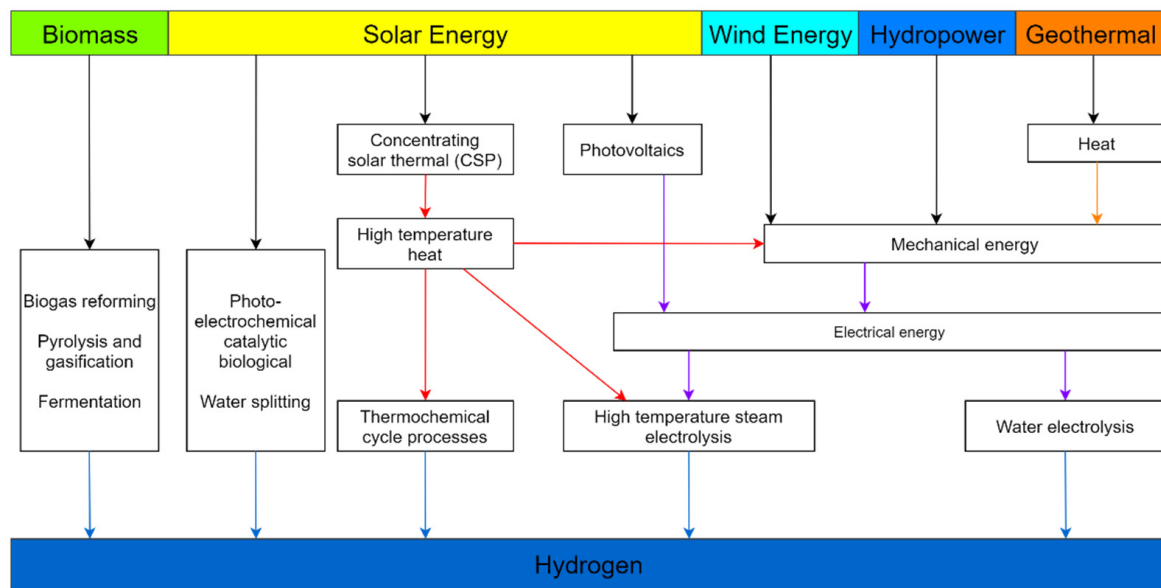 Biomass
Solar Energy
Wind Energy
Hydropower
Geothermal
Concentrating
solar thermal (CSP)
Photovoltaics
Heat
High temperature
heat
Mechanical energy
Biogas reforming
Pyrolysis and
gasification
Fermentation
Photo-
electrochemical
catalytic
biological
Water splitting
Electrical energy
Thermochemical
cycle processes
High temperature steam
electrolysis
Water electrolysis
Hydrogen